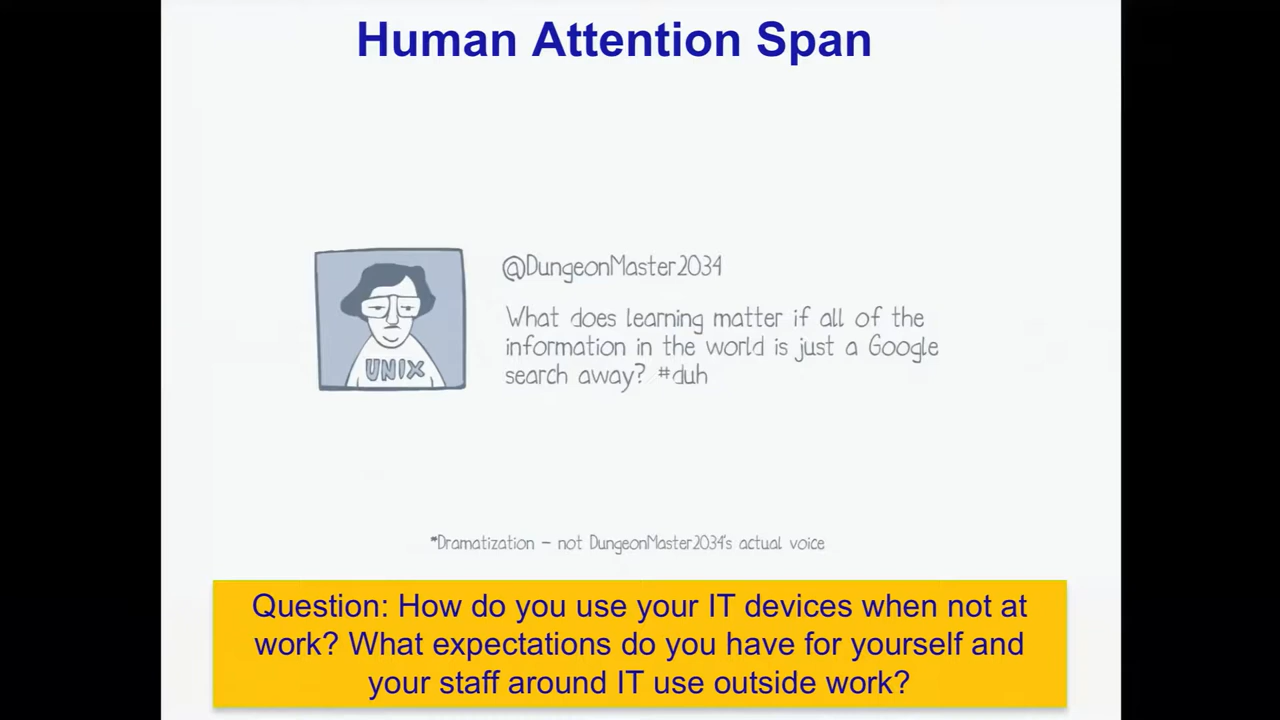 Human Attention Span
@DungeonMaster2034
What does learning matter if all of the
information in the world is just a Google
search away? #duh
UNIX
*Dramatization – not DungeonMaster2034's actual voice
Question: How do you use your IT devices when not at
work? What expectations do you have for yourself and
your staff around IT use outside work?